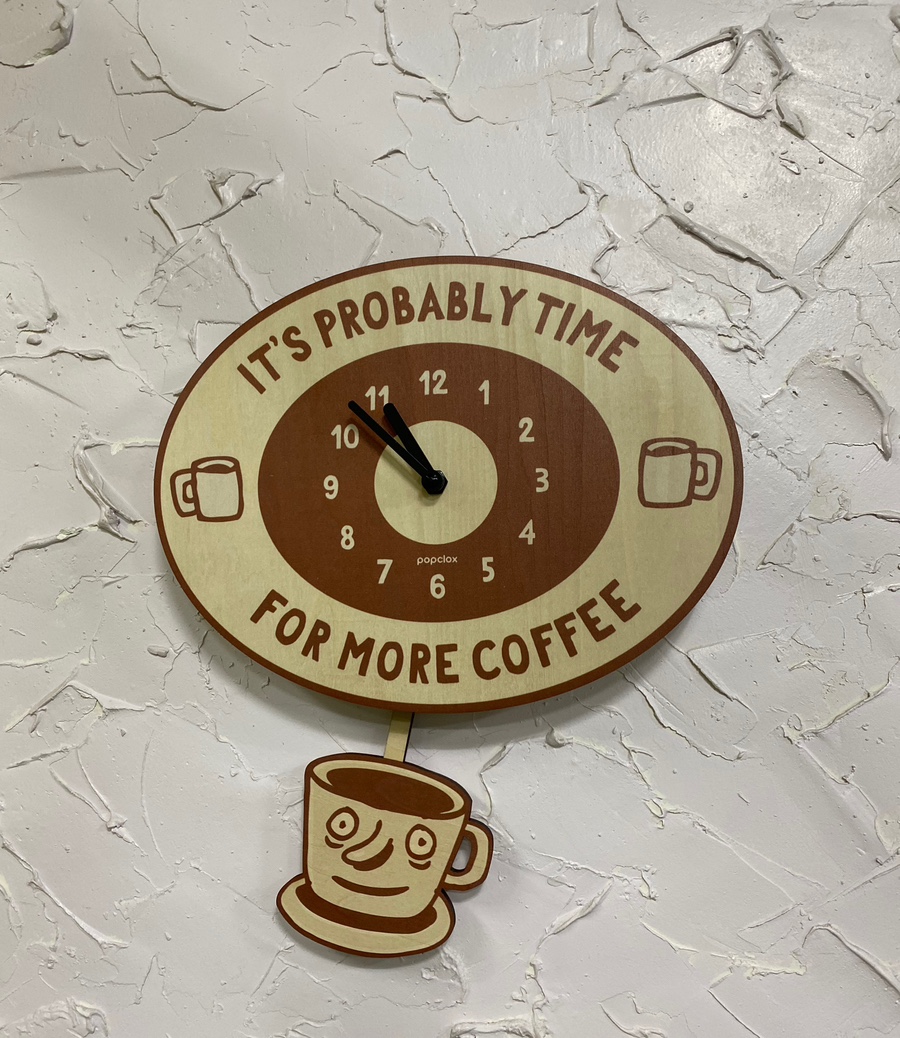 IT'S PROBABLY TIME
11 12 1
10 2
9 3
8 4
popclox
7 6 5
FOR MORE COFFEE